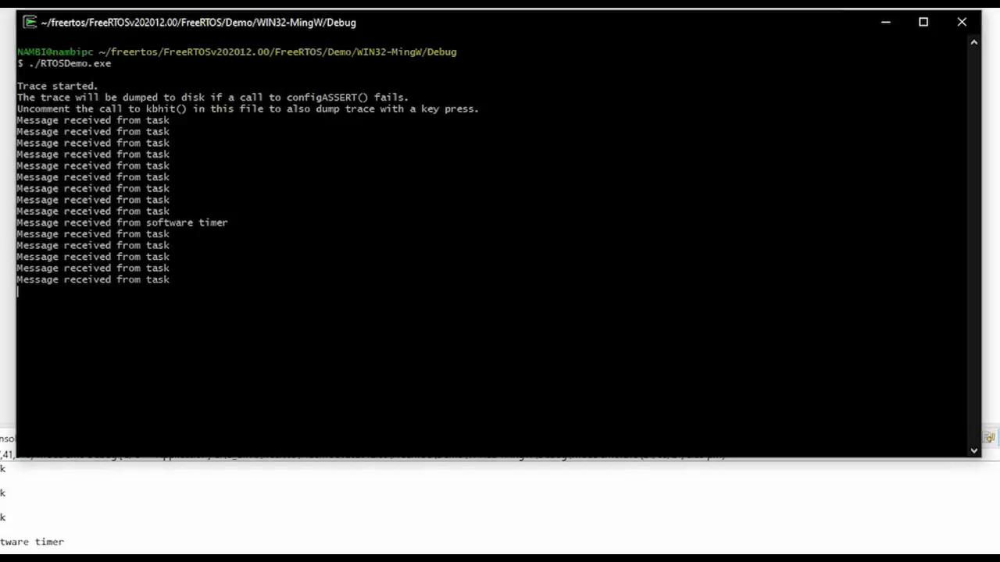 ~/freertos/FreeRTOSv202012.00/FreeRTOS/Demo/WIN32-MingW/Debug
NAMBI@nambipc ~/freertos/FreeRTOSv202012.00/FreeRTOS/Demo/WIN32-MingW/Debug
$ ./RTOSDemo.exe
Trace started.
The trace will be dumped to disk if a call to configASSERT() fails.
Uncomment the call to kbhit() in this file to also dump trace with a key press.
Message received from task
Message received from task
Message received from task
Message received from task
Message received from task
Message received from task
Message received from task
Message received from task
Message received from task
Message received from software timer
Message received from task
Message received from task
Message received from task
Message received from task
Message received from task
nsol
k
k
k
tware timer